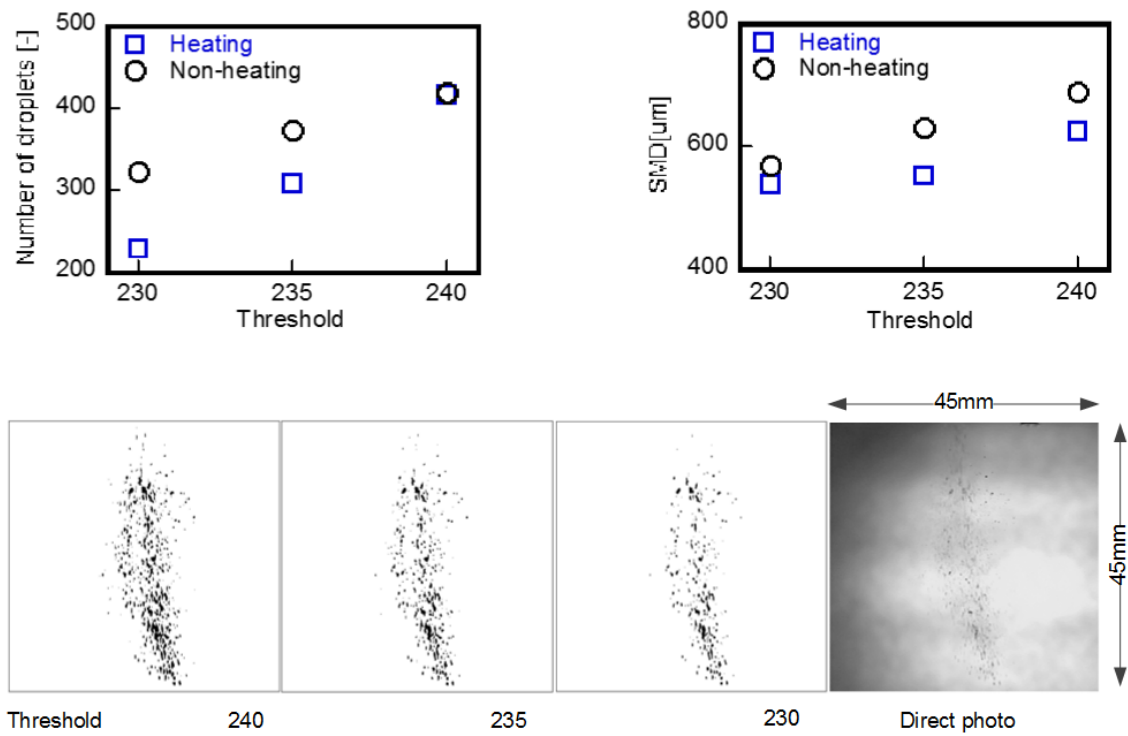 500
400
300
200
Number of droplets [-]
Heating
Non-heating
230
235
240
Threshold
800
600
400
SMD[um]
Heating
Non-heating
230
235
240
Threshold
45mm
45mm
Threshold
240
235
230
Direct photo